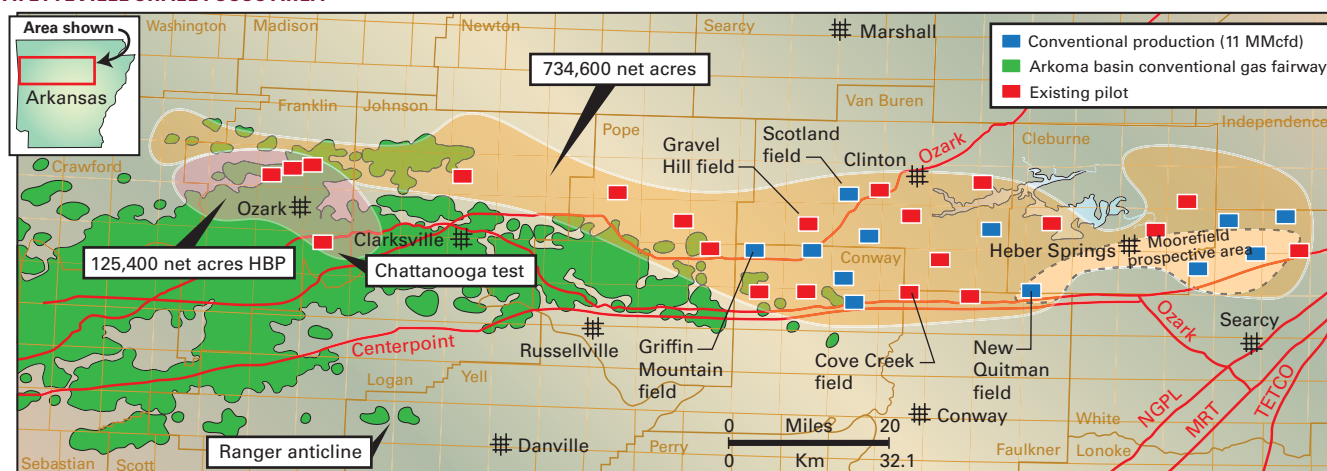 Area shown
Arkansas
Washington
Madison
Newton
Searcy
Marshall
Conventional production (11 MMcfd)
Arkoma basin conventional gas fairway
Existing pilot
734,600 net acres
Franklin
Johnson
Pope
Van Buren
Cleburne
Independence
Crawford
Gravel
Hill field
Scotland
field
Clinton
Ozark
Ozark
Clarksville
125,400 net acres HBP
Chattanooga test
Conway
Heber Springs
Moorefield
prospective area
Centerpoint
Russellville
Griffin
Mountain
field
Cove Creek
field
New
Quitman
field
Ozark
Searcy
Logan
Yell
NGPL
MRT
TETCO
Ranger anticline
Danville
Perry
Conway
White
Faulkner
Lonoke
Sebastian
Scott
0 Miles 20
0 Km 32.1